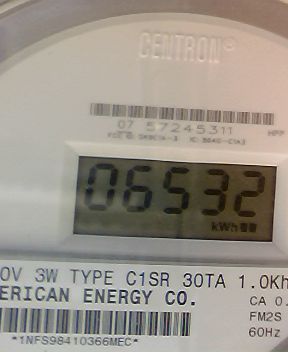 CENTRON®
07 57245311
HPP
06532
kWh
0V 3W TYPE C1SR 30TA 1.0Kh
ERICAN ENERGY CO.
CA 0.
FM2S
60Hz
*1NFS98410366MEC*